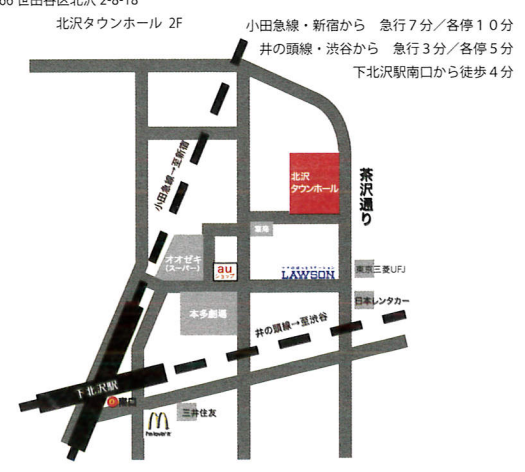 世田谷区北沢 2-8-18
北沢タウンホール 2F
小田急線・新宿から 急行７分／各停１０分
井の頭線・渋谷から 急行３分／各停５分
下北沢駅南口から徒歩４分
小田急線→至新宿
北沢
タウンホール
茶沢通り
オオゼキ
(スーパー)
au
ショップ
LAWSON
東京三菱UFJ
日本レンタカー
本多劇場
井の頭線→至渋谷
下北沢駅
南口
三井住友
i'm lovin' it